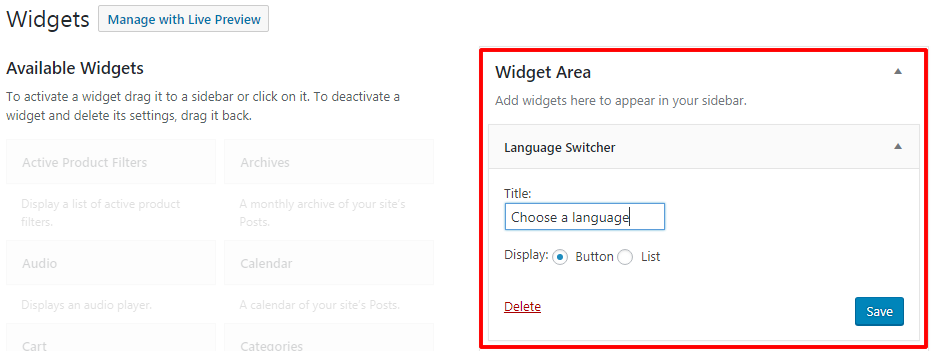 Widgets
Manage with Live Preview
Available Widgets
To activate a widget drag it to a sidebar or click on it. To deactivate a
widget and delete its settings, drag it back.
Active Product Filters
Archives
Display a list of active product
filters.
A monthly archive of your site's
Posts.
Audio
Calendar
Displays an audio player.
A calendar of your site's Posts.
Cart
Categories
Widget Area
Add widgets here to appear in your sidebar.
Language Switcher
Title:
Choose a language
Display: Button List
Delete
Save